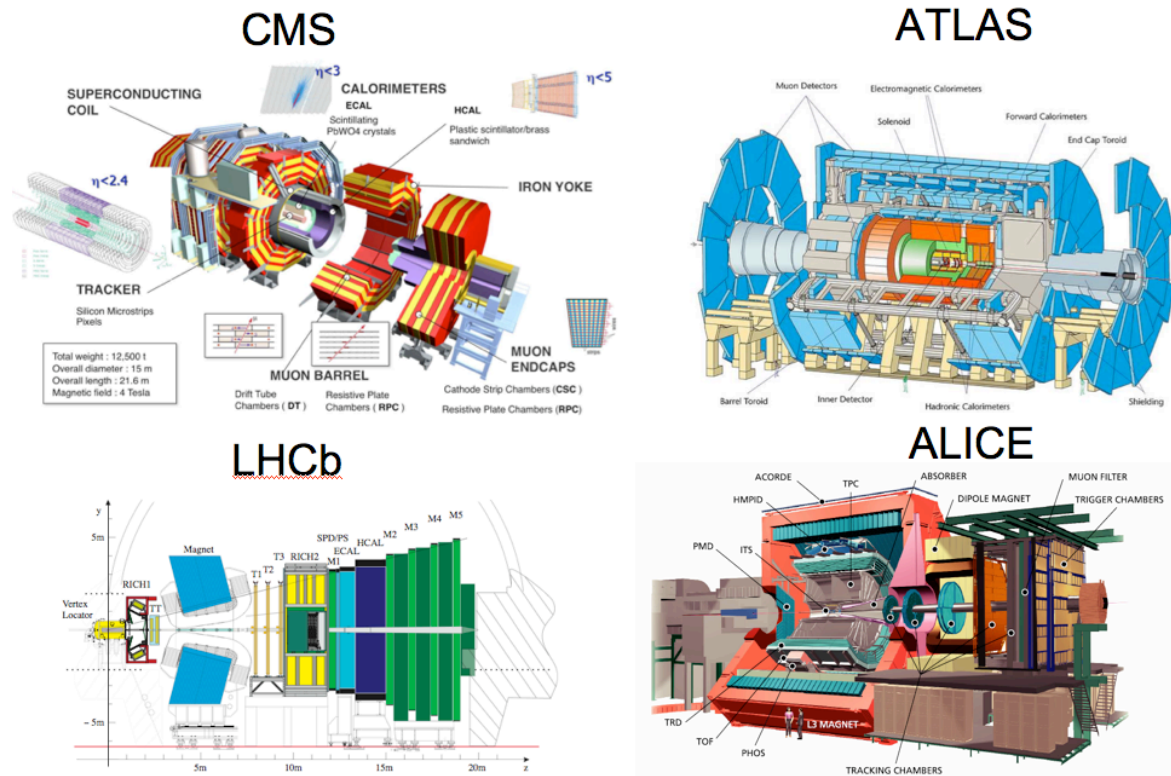 CMS
η<3
CALORIMETERS
η<5
SUPERCONDUCTING
COIL
ECAL
Scintillating
PbWO4 crystals
HCAL
Plastic scintillator/brass
sandwich
η<2.4
IRON YOKE
TRACKER
Silicon Microstrips
Pixels
Total weight : 12,500 t
Overall diameter : 15 m
Overall length : 21.6 m
Magnetic field : 4 Tesla
MUON BARREL
Drift Tube
Chambers ( DT )
Resistive Plate
Chambers ( RPC )
MUON
ENDCAPS
Cathode Strip Chambers (CSC)
Resistive Plate Chambers (RPC)
ATLAS
Muon Detectors
Electromagnetic Calorimeters
Solenoid
Forward Calorimeters
End Cap Toroid
Barrel Toroid
Inner Detector
Hadronic Calorimeters
Shielding
LHCb
y
5m
Magnet
RICH1
TT
Vertex
Locator
T1
T2
T3
RICH2
SPD/PS
M1
ECAL
HCAL
M2
M3
M4
M5
− 5m
5m
10m
15m
20m
z
ALICE
ACORDE
TPC
ABSORBER
MUON FILTER
HMPID
DIPOLE MAGNET
TRIGGER CHAMBERS
PMD
ITS
TRD
TOF
PHOS
L3 MAGNET
TRACKING CHAMBERS